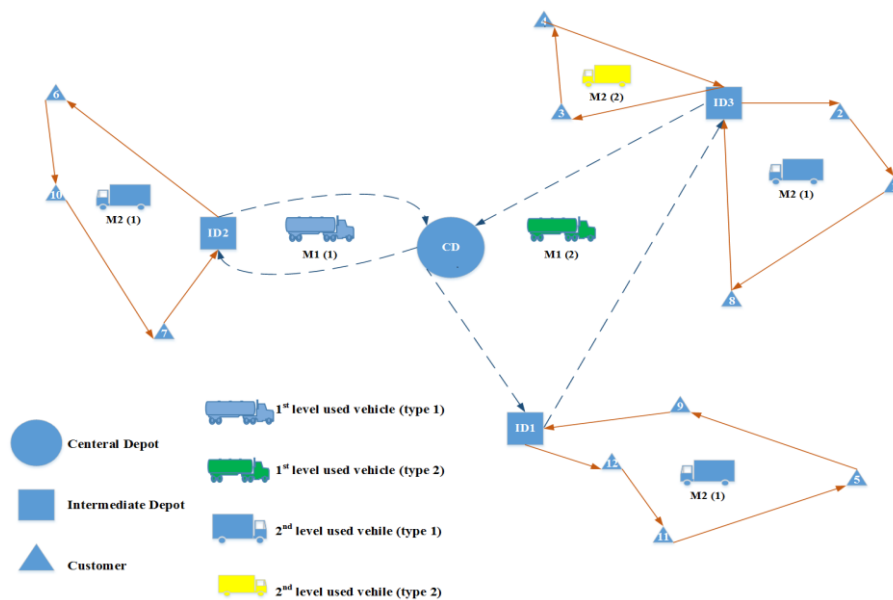 4
6
3
M2 (2)
ID3
2
10
M2 (1)
M2 (1)
ID2
M1 (1)
CD
M1 (2)
8
7
1st level used vehicle (type 1)
9
ID1
Centeral Depot
12
1st level used vehicle (type 2)
M2 (1)
5
Intermediate Depot
11
2nd level used vehile (type 1)
Customer
2nd level used vehile (type 2)